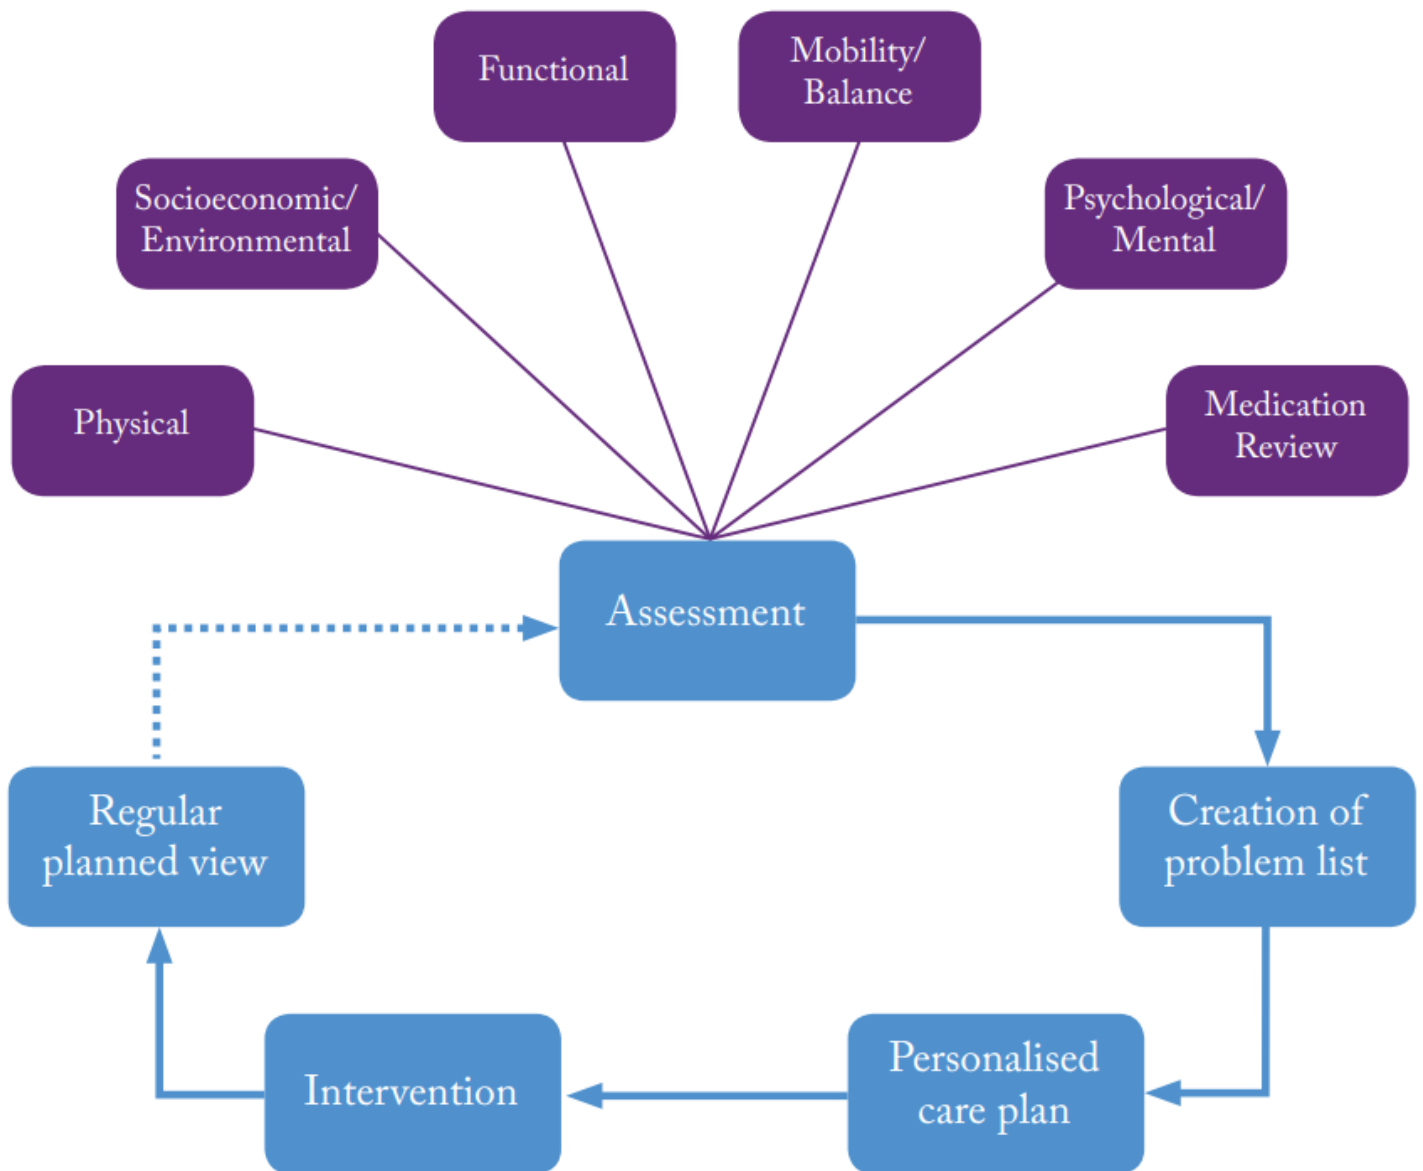 Functional
Mobility/
Balance
Socioeconomic/
Environmental
Psychological/
Mental
Physical
Medication
Review
Assessment
Regular
planned view
Creation of
problem list
Intervention
Personalised
care plan